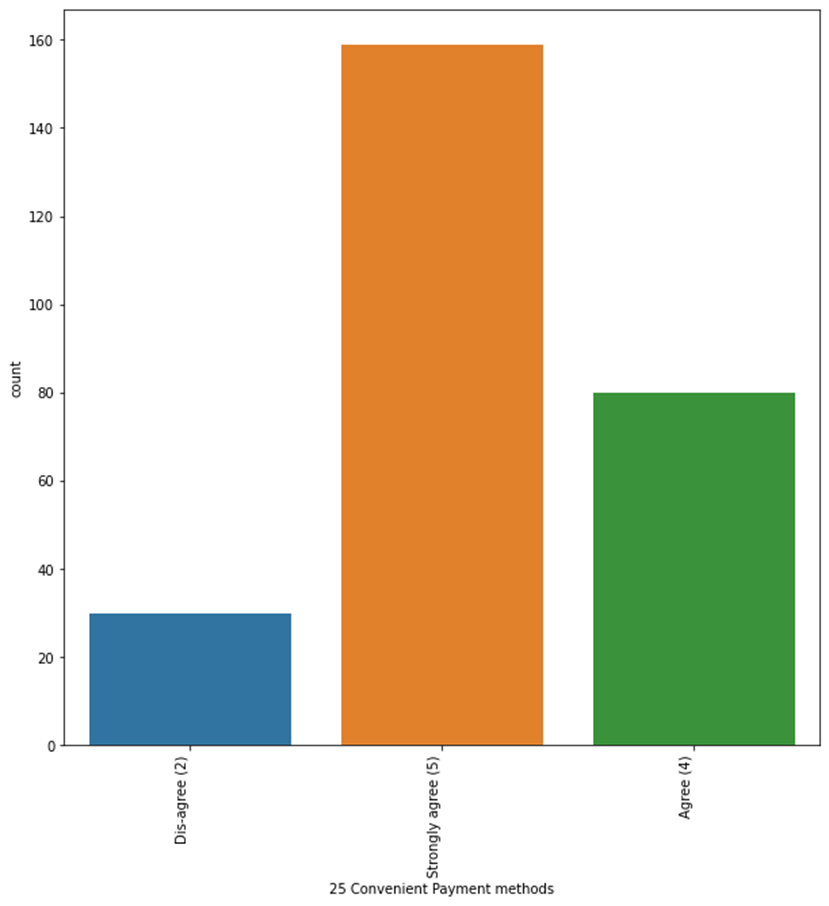 160
140
120
100
80
60
40
20
0
count
Dis-agree (2)
Strongly agree (5)
Agree (4)
25 Convenient Payment methods